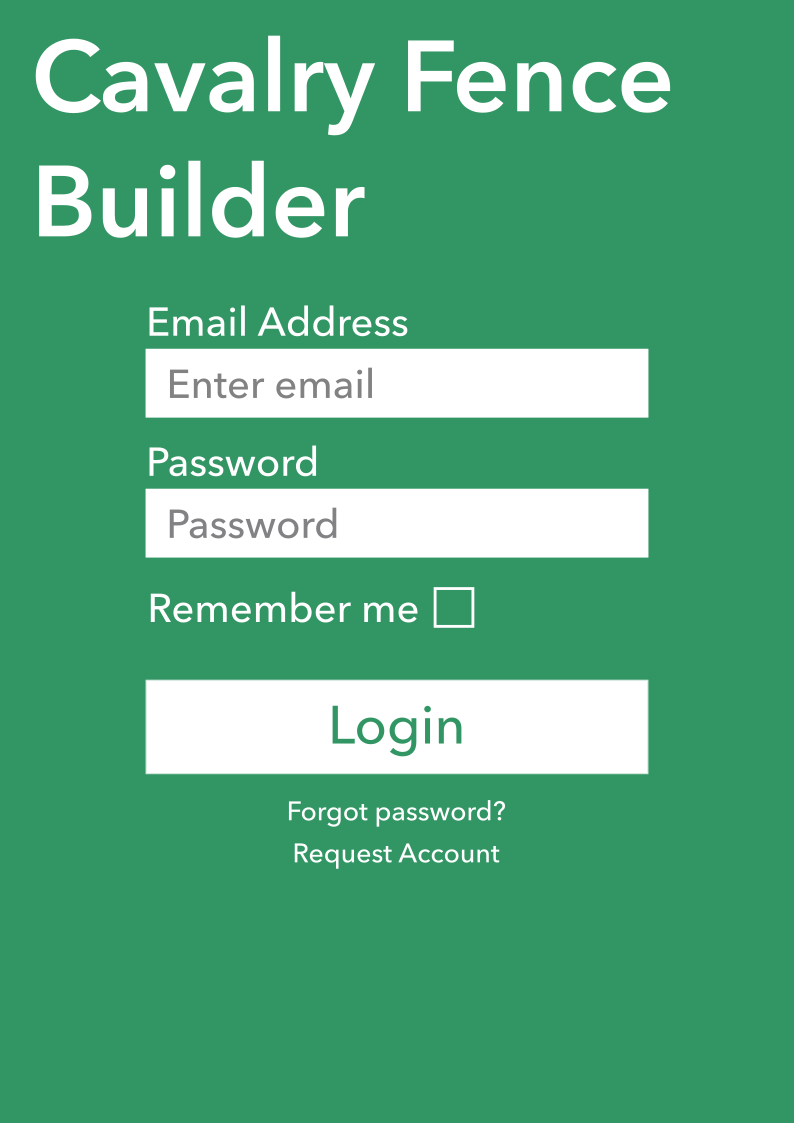 Cavalry Fence
Builder
Email Address
Enter email
Password
Password
Remember me
Login
Forgot password?
Request Account